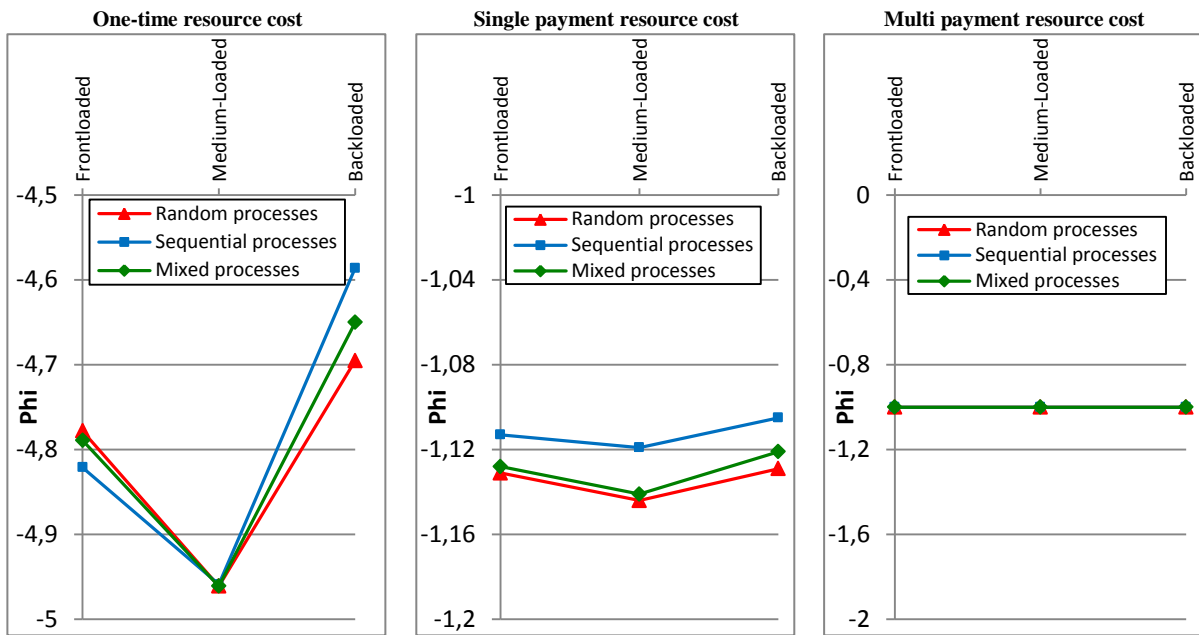 One-time resource cost
Frontloaded
Medium-Loaded
Backloaded
-4,5
-4,6
-4,7
-4,8
-4,9
-5
Phi
Random processes
Sequential processes
Mixed processes
Single payment resource cost
Frontloaded
Medium-Loaded
Backloaded
-1
-1,04
-1,08
-1,12
-1,16
-1,2
Phi
Random processes
Sequential processes
Mixed processes
Multi payment resource cost
Frontloaded
Medium-Loaded
Backloaded
0
-0,4
-0,8
-1,2
-1,6
-2
Phi
Random processes
Sequential processes
Mixed processes